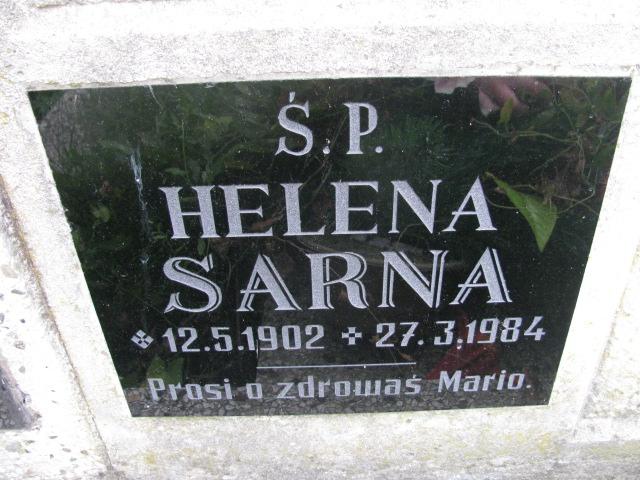 Ś.P.
HELENA
SARNA
12.5.1902 + 27.3.1984
Prosi o zdrowaś Mario.